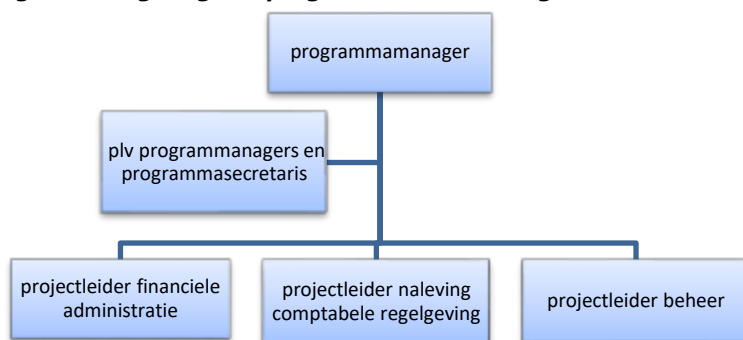 programmamanager
plv programmanagers en
programmasecretaris
projectleider financiele
administratie
projectleider naleving
comptabele regelgeving
projectleider beheer